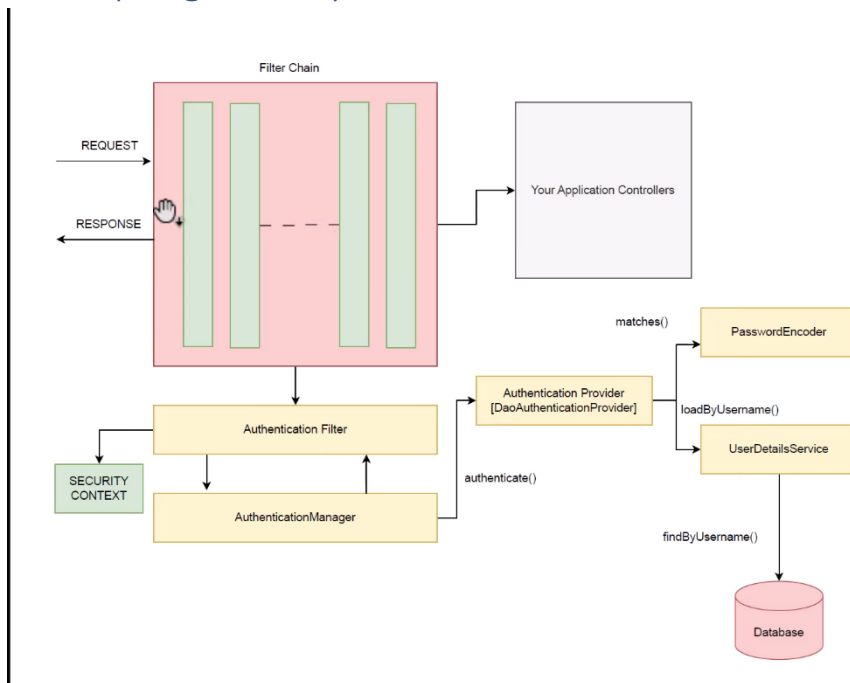 Filter Chain
REQUEST
RESPONSE
Your Application Controllers
matches()
PasswordEncoder
Authentication Provider
[DaoAuthenticationProvider]
loadByUsername()
Authentication Filter
UserDetailsService
SECURITY
CONTEXT
authenticate()
AuthenticationManager
findByUsername()
Database